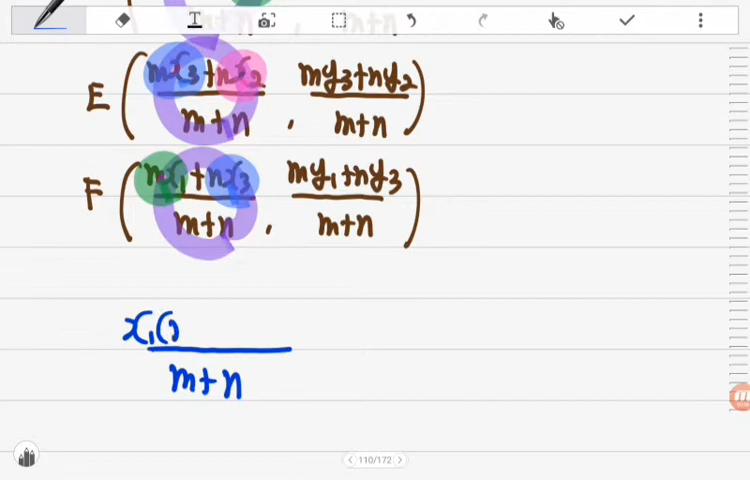 m+n , m+n
E ( (mx₃+nx₂)/(m+n) , (my₃+ny₂)/(m+n) )
F ( (mx₁+nx₃)/(m+n) , (my₁+ny₃)/(m+n) )
x₁(
m+n
110/172